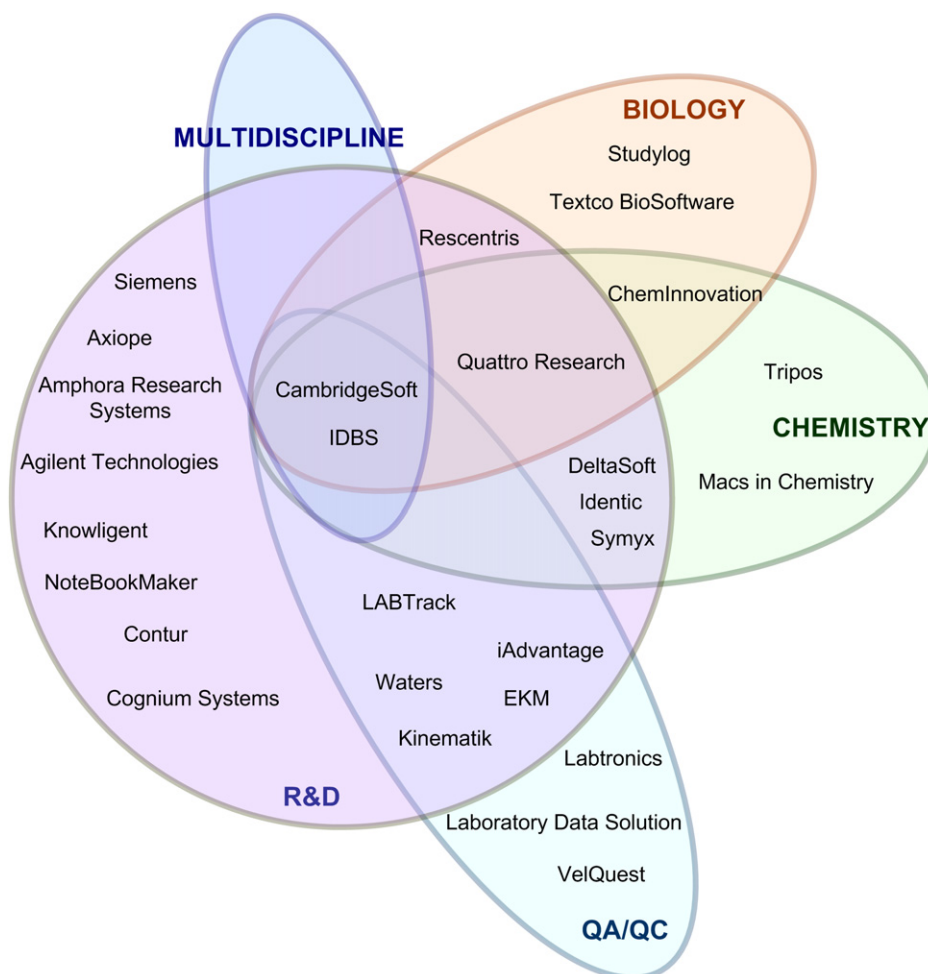 MULTIDISCIPLINE
BIOLOGY
Studylog
Textco BioSoftware
Rescentris
Siemens
ChemInnovation
Axiope
Quattro Research
Tripos
Amphora Research
Systems
CambridgeSoft
IDBS
CHEMISTRY
Agilent Technologies
DeltaSoft
Macs in Chemistry
Identic
Knowligent
Symyx
NoteBookMaker
LABTrack
Contur
iAdvantage
Waters
EKM
Cognium Systems
Kinematik
Labtronics
R&D
Laboratory Data Solution
VelQuest
QA/QC